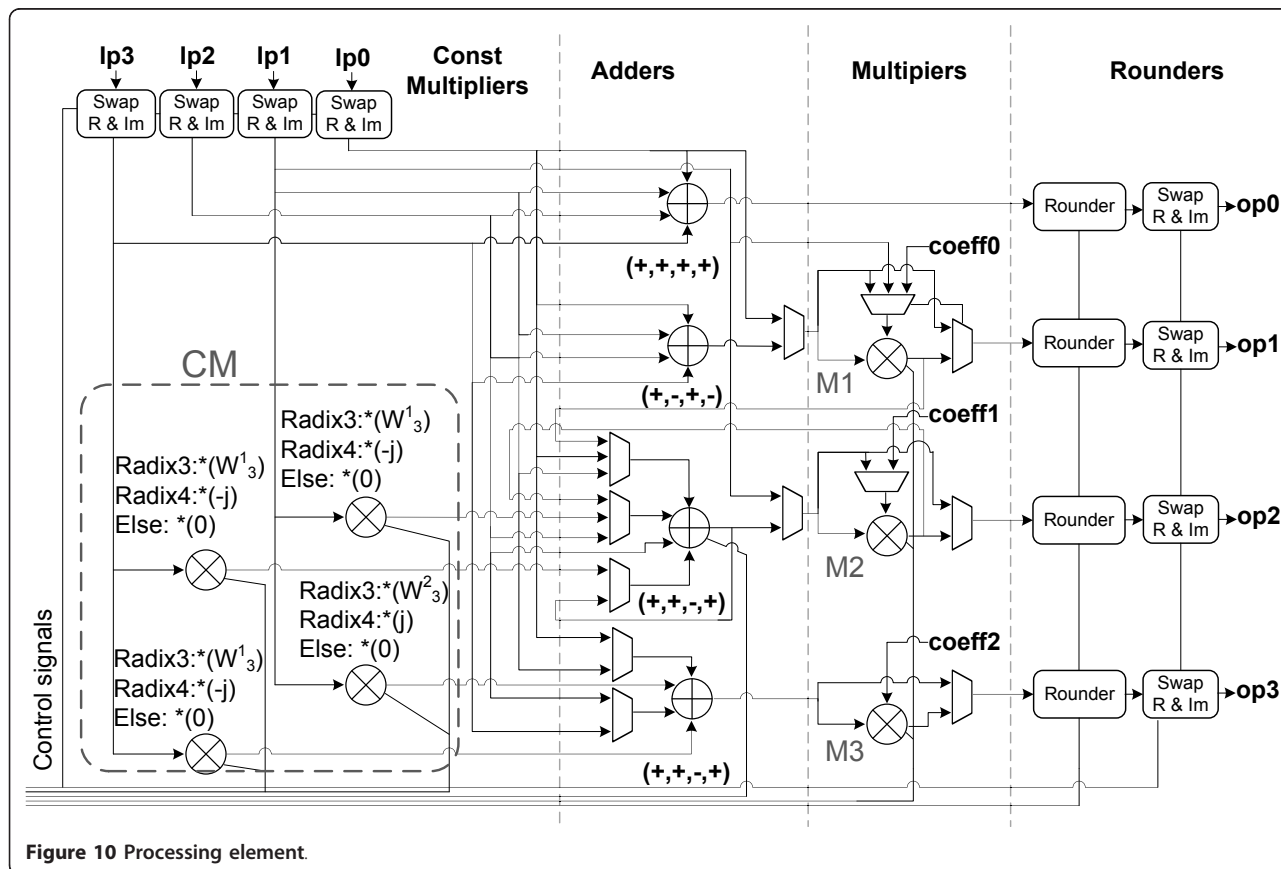 Ip3 Ip2 Ip1 Ip0
Const
Multipliers
Adders
Multipiers
Rounders
Swap
R & Im
Swap
R & Im
Swap
R & Im
Swap
R & Im
Rounder
Swap
R & Im
op0
(+,+,+,+)
coeff0
Rounder
Swap
R & Im
op1
M1
(+,-,+,-)
CM
coeff1
Radix3:*(W¹₃)
Radix4:*(-j)
Else: *(0)
Radix3:*(W¹₃)
Radix4:*(-j)
Else: *(0)
Rounder
Swap
R & Im
op2
M2
(+,+,-,+)
Radix3:*(W²₃)
Radix4:*(j)
Else: *(0)
coeff2
Radix3:*(W¹₃)
Radix4:*(-j)
Else: *(0)
Rounder
Swap
R & Im
op3
M3
(+,+,-,+)
Control signals
Figure 10 Processing element.